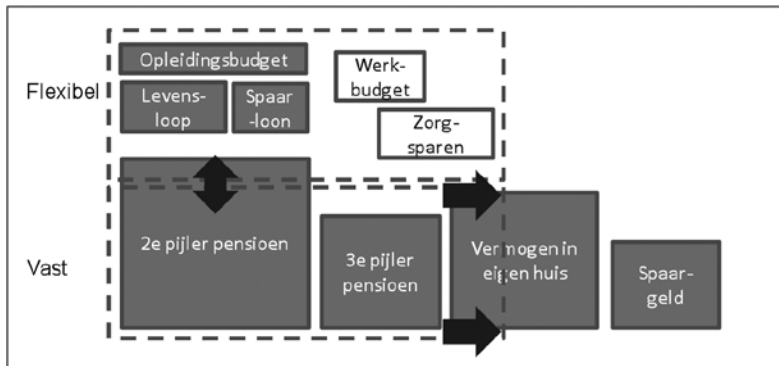 Flexibel
Opleidingsbudget
Levens-
loop
Spaar
-loon
Werk-
budget
Zorg-
sparen
Vast
2e pijler pensioen
3e pijler
pensioen
Vermogen in
eigen huis
Spaar-
geld